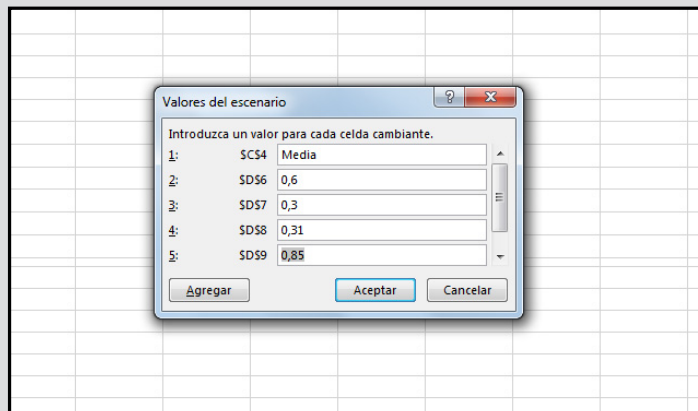 Valores del escenario
Introduzca un valor para cada celda cambiante.
1: $C$4 Media
2: $D$6 0,6
3: $D$7 0,3
4: $D$8 0,31
5: $D$9 0,85
Agregar Aceptar Cancelar